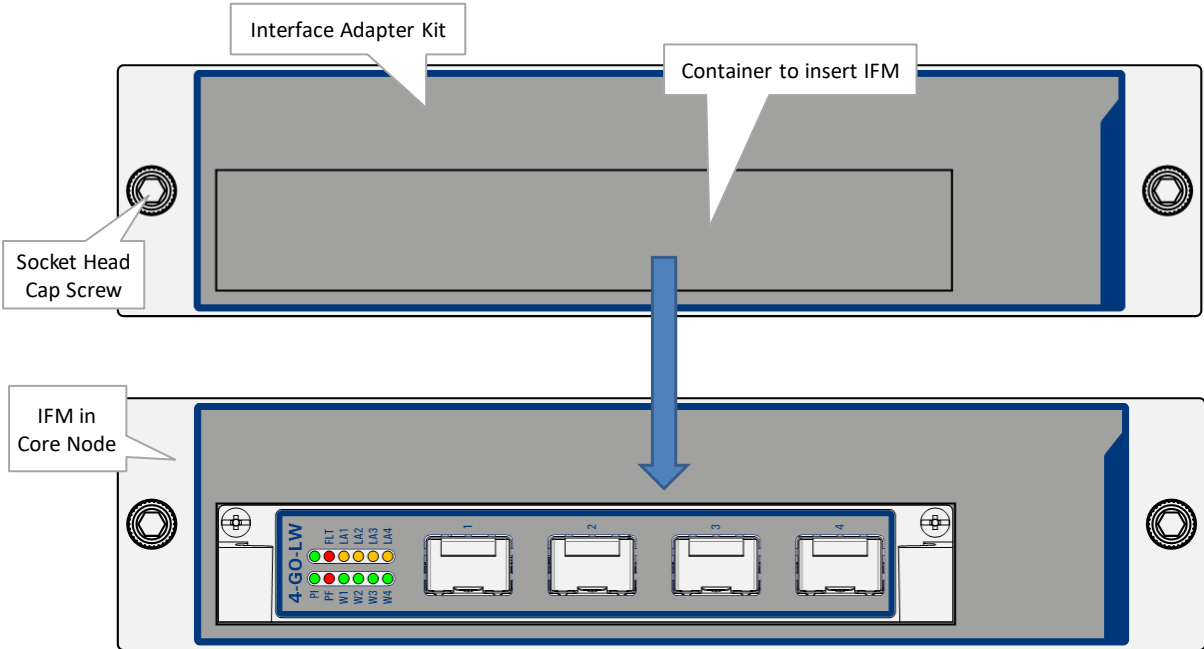 Interface Adapter Kit
Container to insert IFM
Socket Head
Cap Screw
IFM in
Core Node
4-GO-LW
FLT
LA1
LA2
LA3
LA4
PI
PF
W1
W2
W3
W4
1
2
3
4